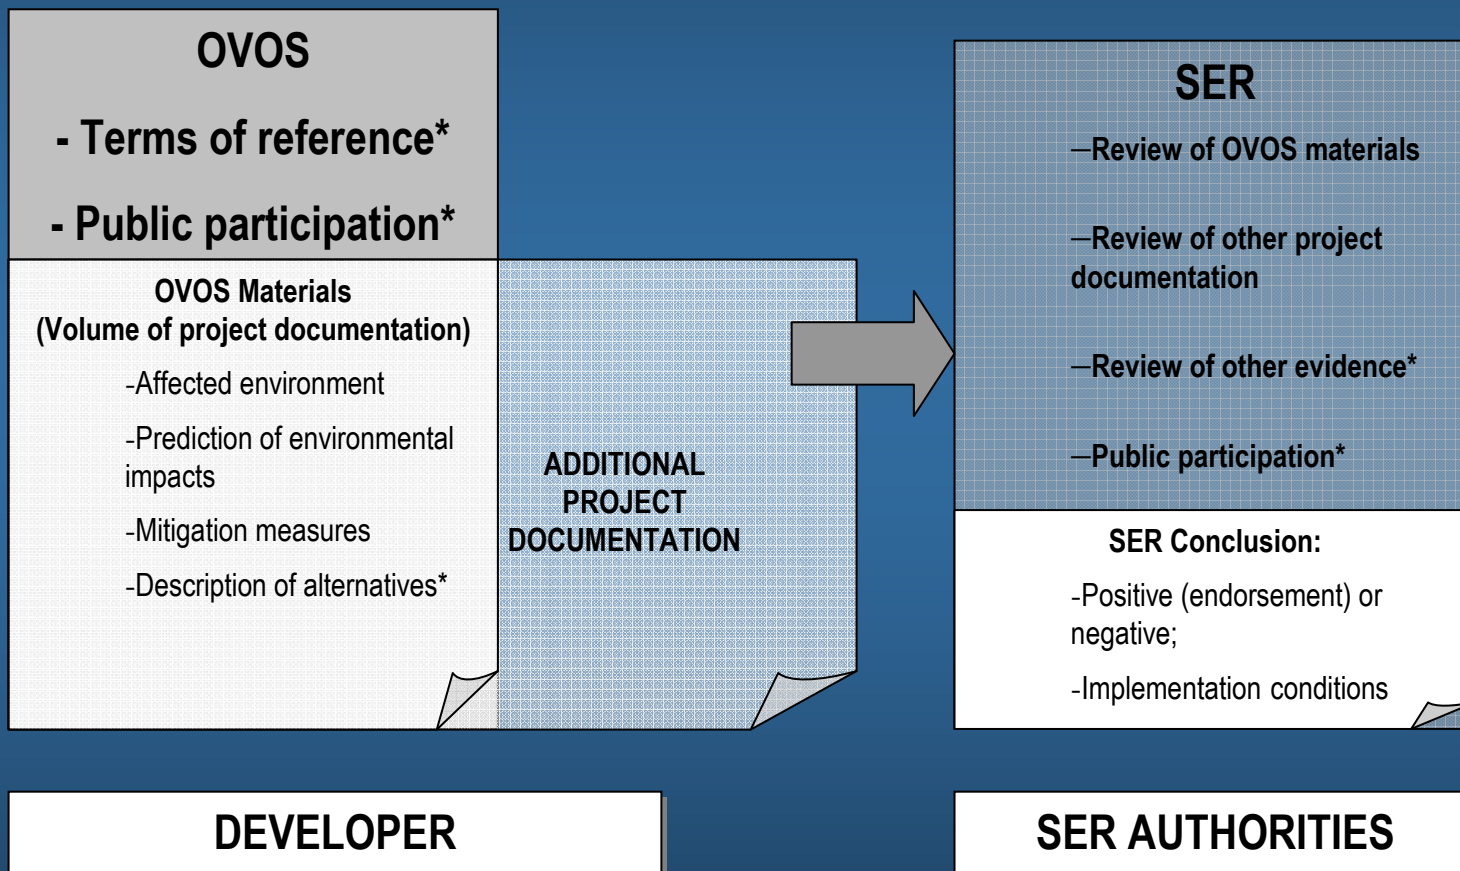 OVOS
- Terms of reference*
- Public participation*
OVOS Materials
(Volume of project documentation)
-Affected environment
-Prediction of environmental
impacts
-Mitigation measures
-Description of alternatives*
ADDITIONAL
PROJECT
DOCUMENTATION
DEVELOPER
SER
–Review of OVOS materials
–Review of other project
documentation
–Review of other evidence*
–Public participation*
SER Conclusion:
-Positive (endorsement) or
negative;
-Implementation conditions
SER AUTHORITIES